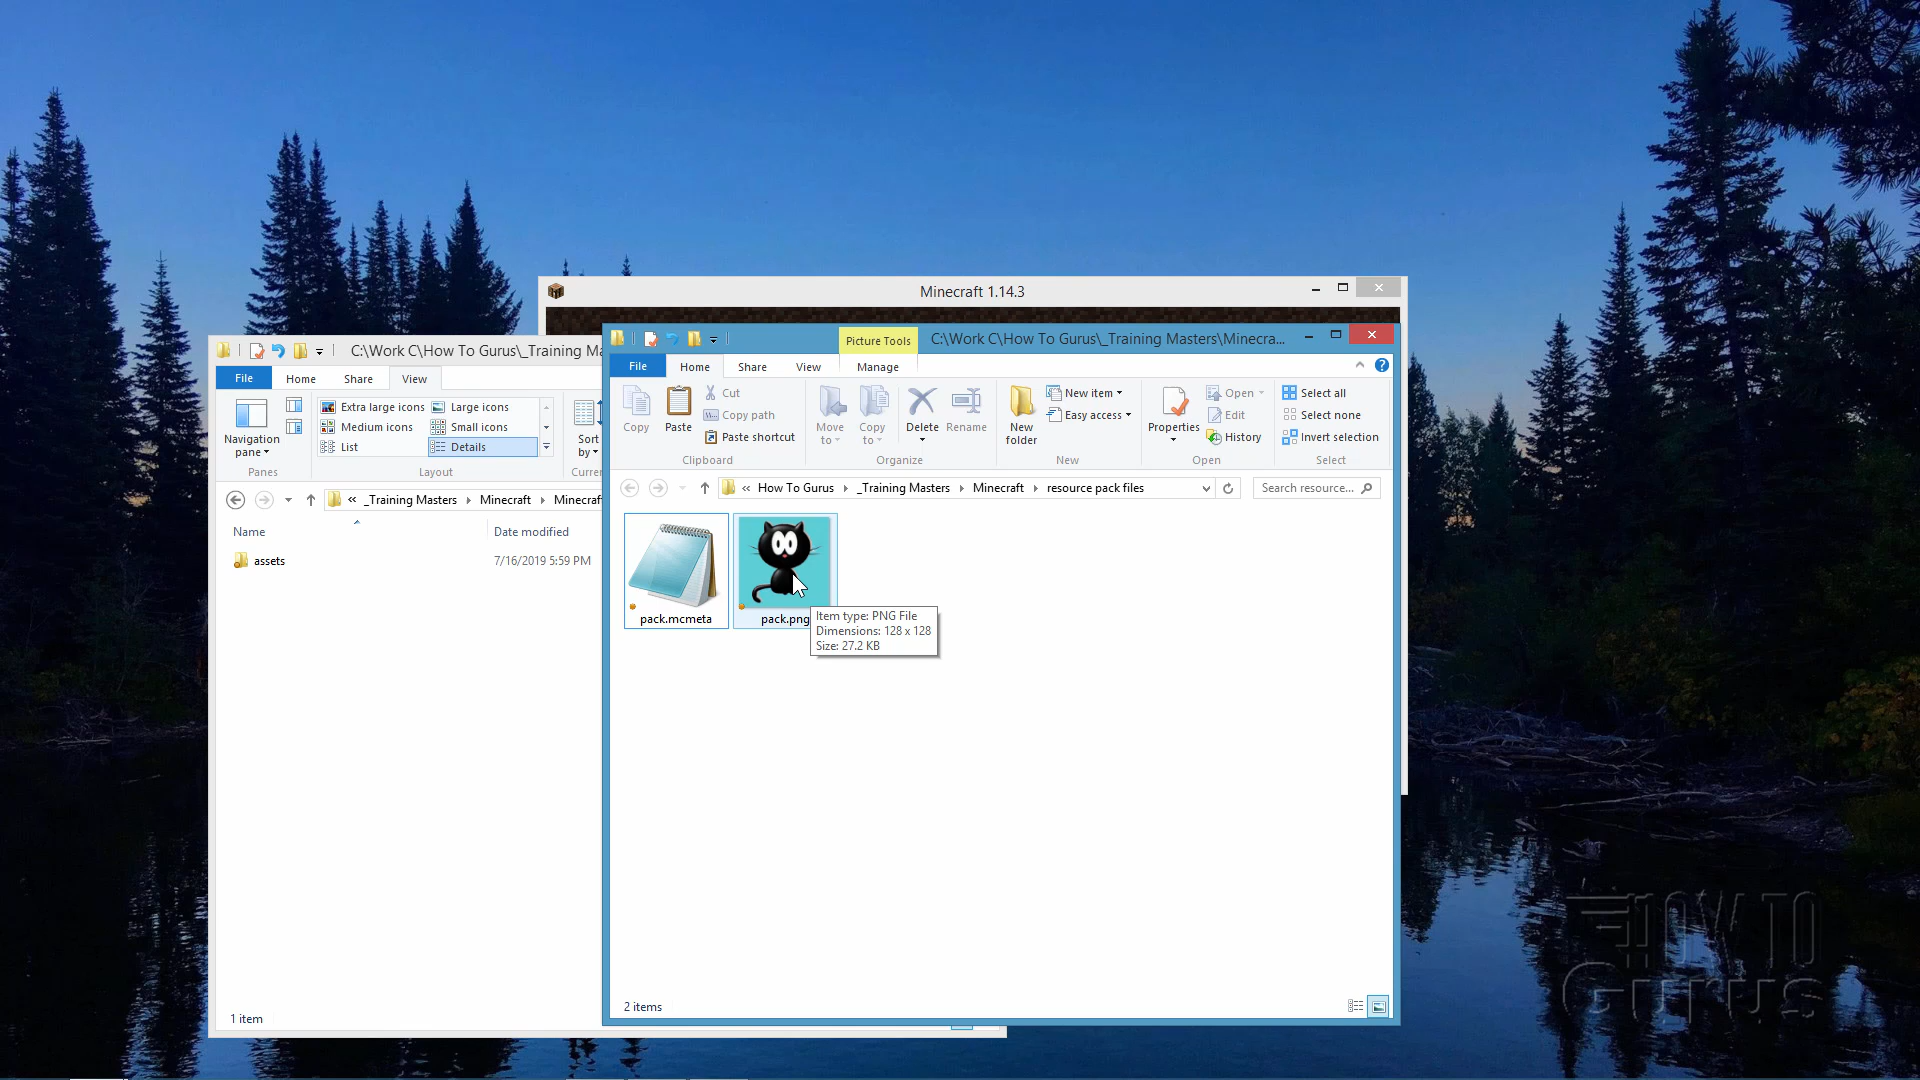 Minecraft 1.14.3
C:\Work C\How To Gurus\_Training Ma
File Home Share View
Navigation pane
Extra large icons Large icons
Medium icons Small icons
List Details
Sort by
Panes Layout Curre
« _Training Masters Minecraft Minecraf
Name Date modified
assets 7/16/2019 5:59 PM
1 item
Picture Tools C:\Work C\How To Gurus\_Training Masters\Minecra...
File Home Share View Manage
Copy
Paste
Cut
Copy path
Paste shortcut
Move to
Copy to
Delete
Rename
New folder
New item
Easy access
Properties
Open
Edit
History
Select all
Select none
Invert selection
Clipboard Organize New Open Select
« How To Gurus _Training Masters Minecraft resource pack files
Search resource...
pack.mcmeta pack.png
Item type: PNG File
Dimensions: 128 x 128
Size: 27.2 KB
2 items
HOW TO
Gurus